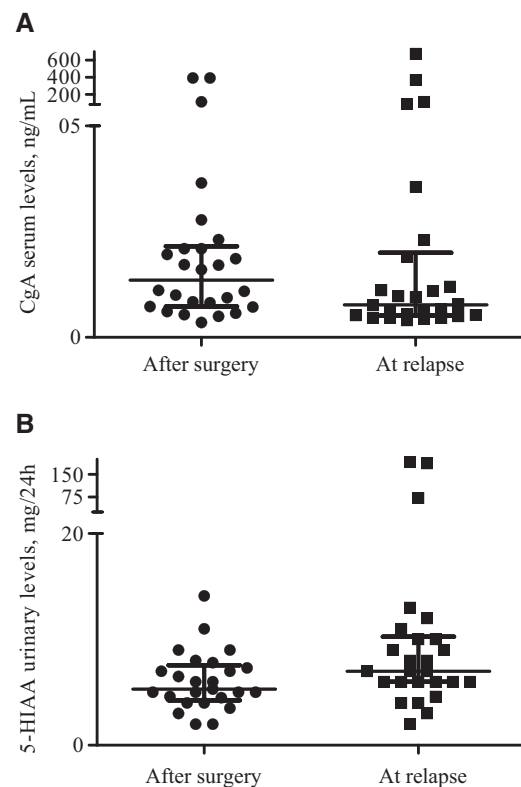 A
CgA serum levels, ng/mL
600
400
200
05
0
After surgery
At relapse
B
5-HIAA urinary levels, mg/24h
150
75
20
0
After surgery
At relapse